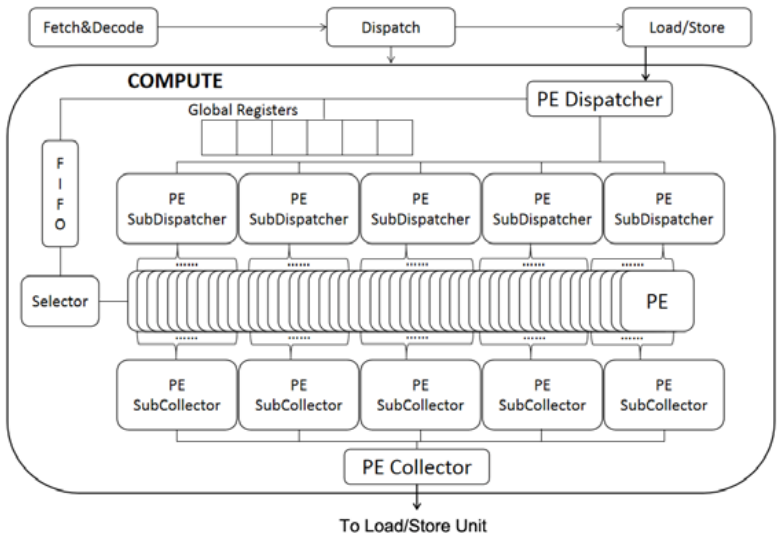 Fetch&Decode
Dispatch
Load/Store
COMPUTE
PE Dispatcher
Global Registers
F
I
F
O
PE
SubDispatcher
PE
SubDispatcher
PE
SubDispatcher
PE
SubDispatcher
PE
SubDispatcher
......
......
......
......
......
Selector
PE
......
......
......
......
......
PE
SubCollector
PE
SubCollector
PE
SubCollector
PE
SubCollector
PE
SubCollector
PE Collector
To Load/Store Unit